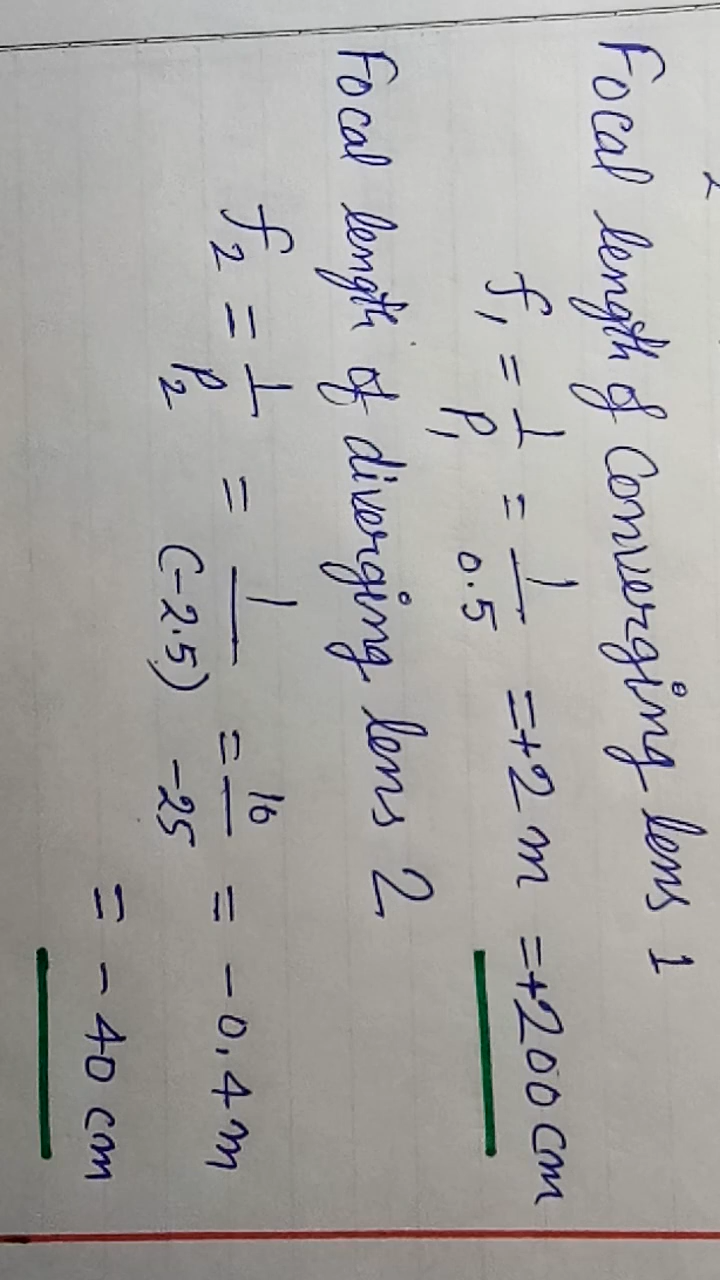 2
Focal length of Converging lens 1
f₁ = 1/P₁ = 1/0.5 = +2 m = +200 cm
Focal length of diverging lens 2
f₂ = 1/P₂ = 1/(-2.5) = 10/-25 = -0.4 m
= -40 cm